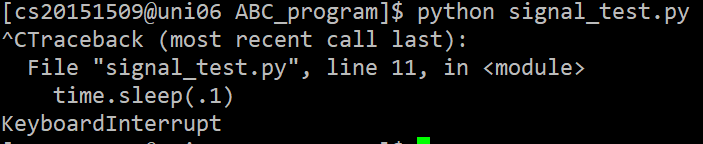 [cs20151509@uni06 ABC_program]$ python signal_test.py
^CTraceback (most recent call last):
  File "signal_test.py", line 11, in <module>
    time.sleep(.1)
KeyboardInterrupt